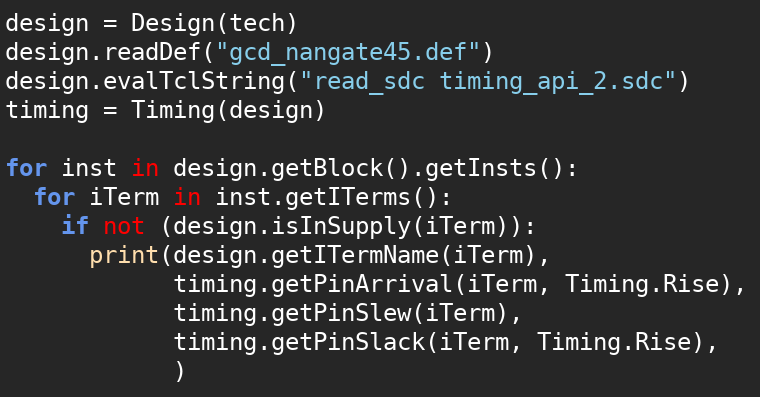 design = Design(tech)
design.readDef("gcd_nangate45.def")
design.evalTclString("read_sdc timing_api_2.sdc")
timing = Timing(design)

for inst in design.getBlock().getInsts():
  for iTerm in inst.getITerms():
    if not (design.isInSupply(iTerm)):
      print(design.getITermName(iTerm),
            timing.getPinArrival(iTerm, Timing.Rise),
            timing.getPinSlew(iTerm),
            timing.getPinSlack(iTerm, Timing.Rise),
            )